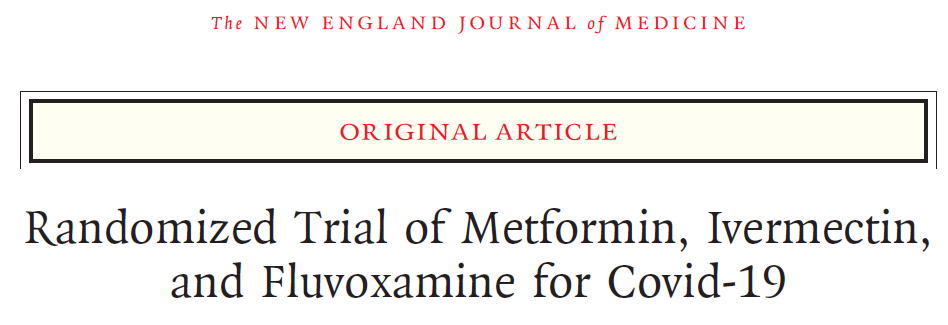 The NEW ENGLAND JOURNAL of MEDICINE
ORIGINAL ARTICLE
Randomized Trial of Metformin, Ivermectin,
and Fluvoxamine for Covid-19